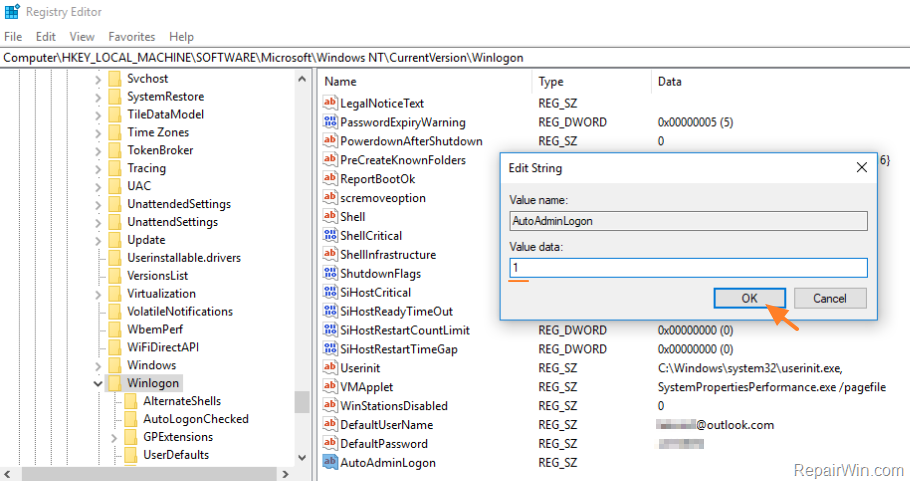 Registry Editor
File Edit View Favorites Help
Computer\HKEY_LOCAL_MACHINE\SOFTWARE\Microsoft\Windows NT\CurrentVersion\Winlogon
Svchost
SystemRestore
TileDataModel
Time Zones
TokenBroker
Tracing
UAC
UnattendedSettings
UnattendSettings
Update
Userinstallable.drivers
VersionsList
Virtualization
VolatileNotifications
WbemPerf
WiFiDirectAPI
Windows
Winlogon
AlternateShells
AutoLogonChecked
GPExtensions
UserDefaults
Name Type Data
LegalNoticeText REG_SZ
PasswordExpiryWarning REG_DWORD 0x00000005 (5)
PowerdownAfterShutdown REG_SZ 0
PreCreateKnownFolders 6}
ReportBootOk
scremoveoption
Shell
ShellCritical
ShellInfrastructure
ShutdownFlags
SiHostCritical
SiHostReadyTimeOut
SiHostRestartCountLimit REG_DWORD 0x00000000 (0)
SiHostRestartTimeGap REG_DWORD 0x00000000 (0)
Userinit REG_SZ C:\Windows\system32\userinit.exe,
VMApplet REG_SZ SystemPropertiesPerformance.exe /pagefile
WinStationsDisabled REG_SZ 0
DefaultUserName REG_SZ @outlook.com
DefaultPassword REG_SZ
AutoAdminLogon REG_SZ
Edit String
Value name:
AutoAdminLogon
Value data:
1
OK Cancel
RepairWin.com